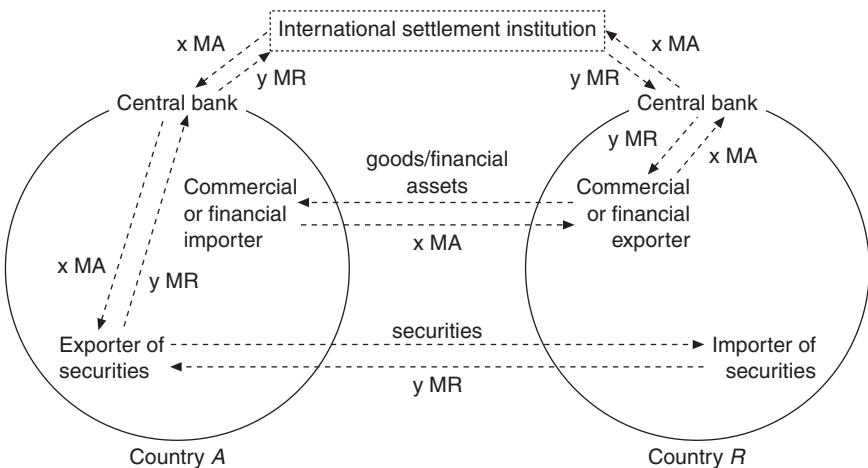 International settlement institution
x MA
x MA
y MR
y MR
Central bank
Central bank
y MR
x MA
goods/financial
assets
Commercial
or financial
importer
Commercial
or financial
exporter
x MA
x MA
y MR
securities
Exporter of
securities
Importer of
securities
y MR
Country A
Country R